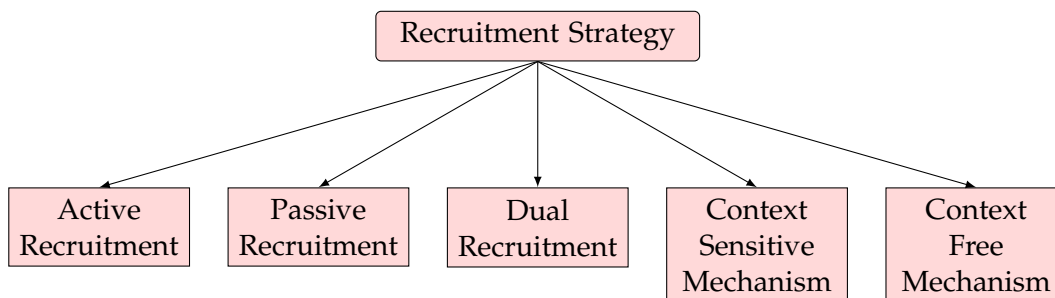 Recruitment Strategy
Active
Recruitment
Passive
Recruitment
Dual
Recruitment
Context
Sensitive
Mechanism
Context
Free
Mechanism